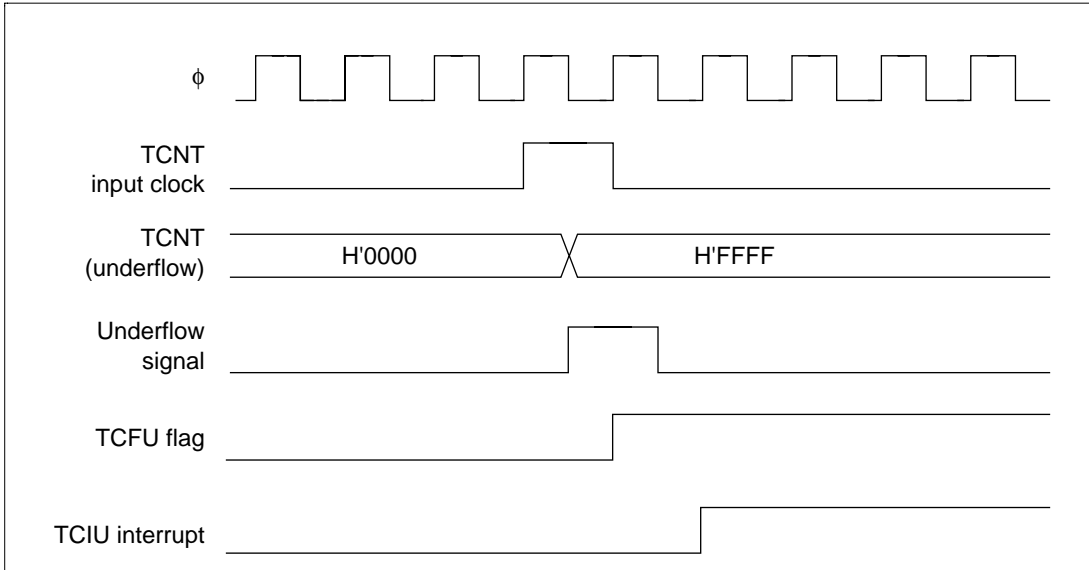 ϕ
TCNT
input clock
TCNT
(underflow)
H'0000 H'FFFF
Underflow
signal
TCFU flag
TCIU interrupt